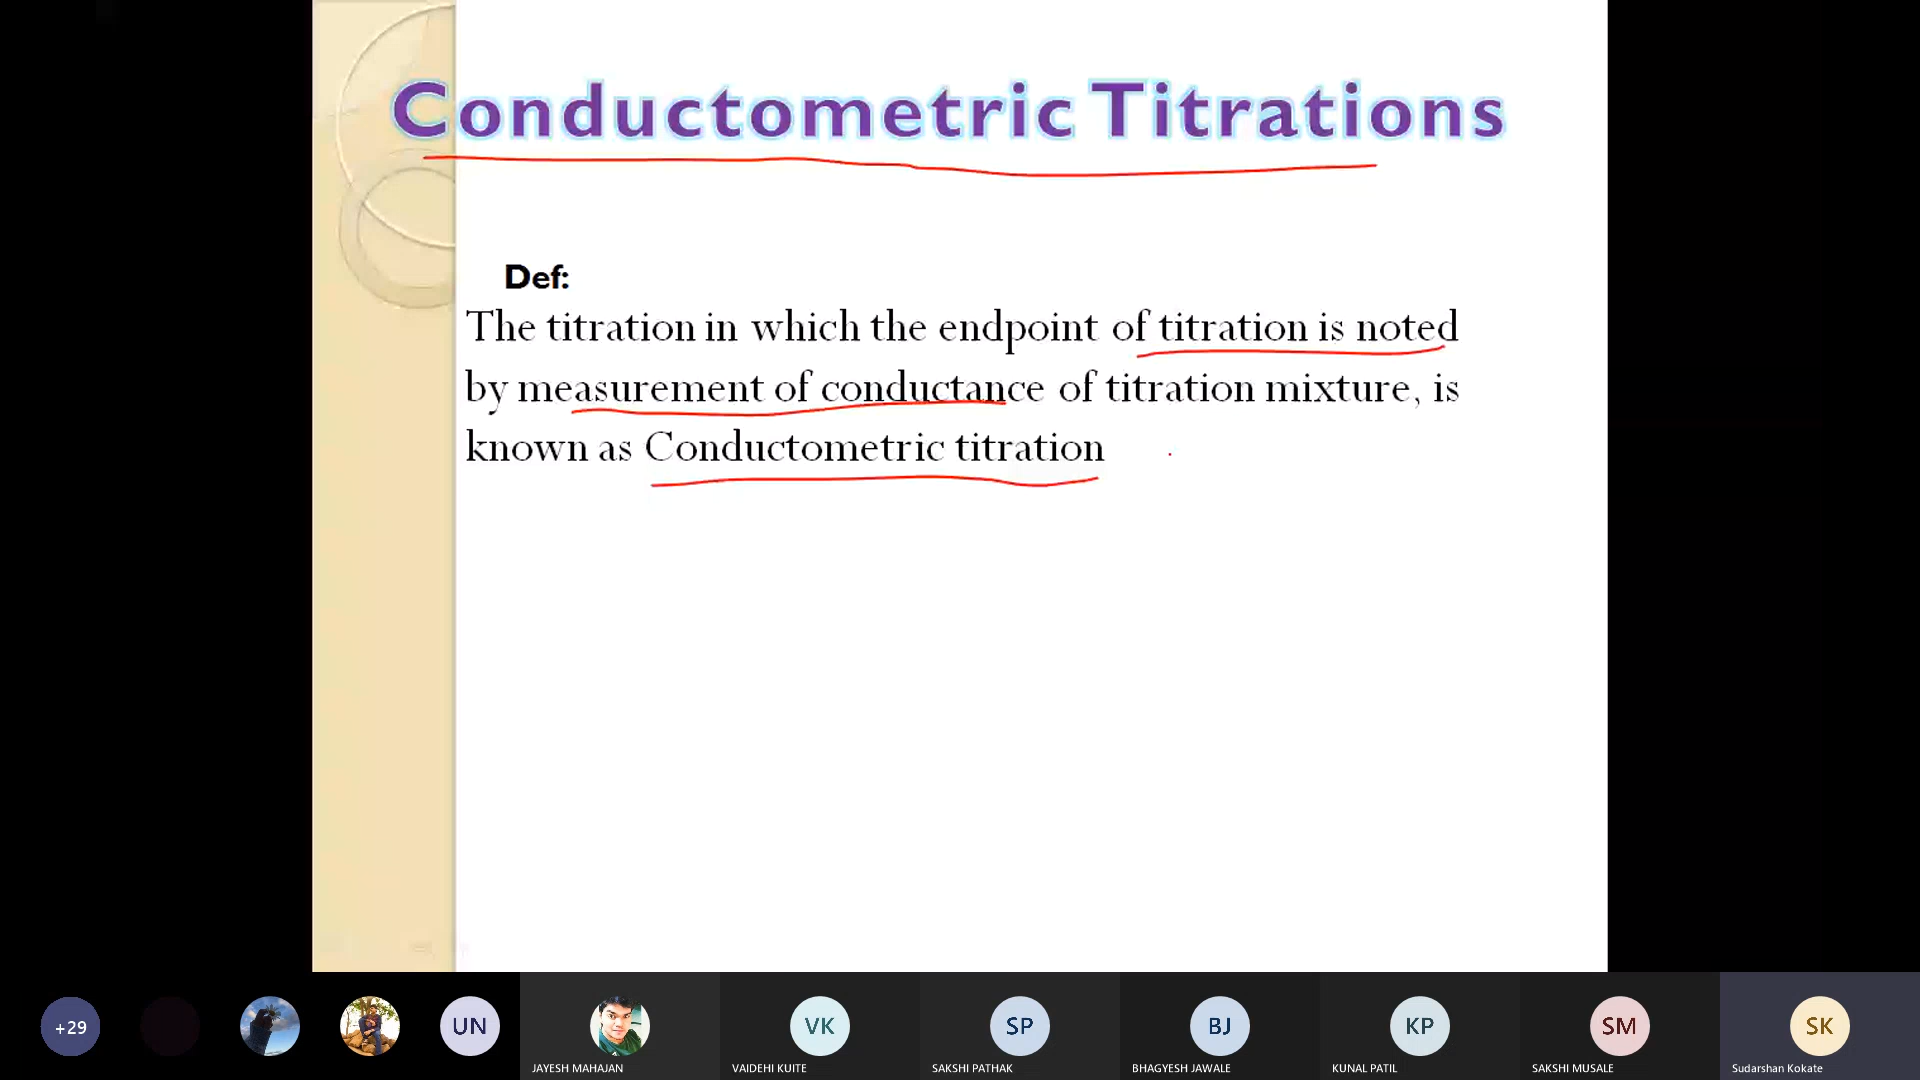 Conductometric Titrations
Def:
The titration in which the endpoint of titration is noted
by measurement of conductance of titration mixture, is
known as Conductometric titration
+29
UN
VK
SP
BJ
KP
SM
SK
JAYESH MAHAJAN
VAIDEHI KUITE
SAKSHI PATHAK
BHAGYESH JAWALE
KUNAL PATIL
SAKSHI MUSALE
Sudarshan Kokate